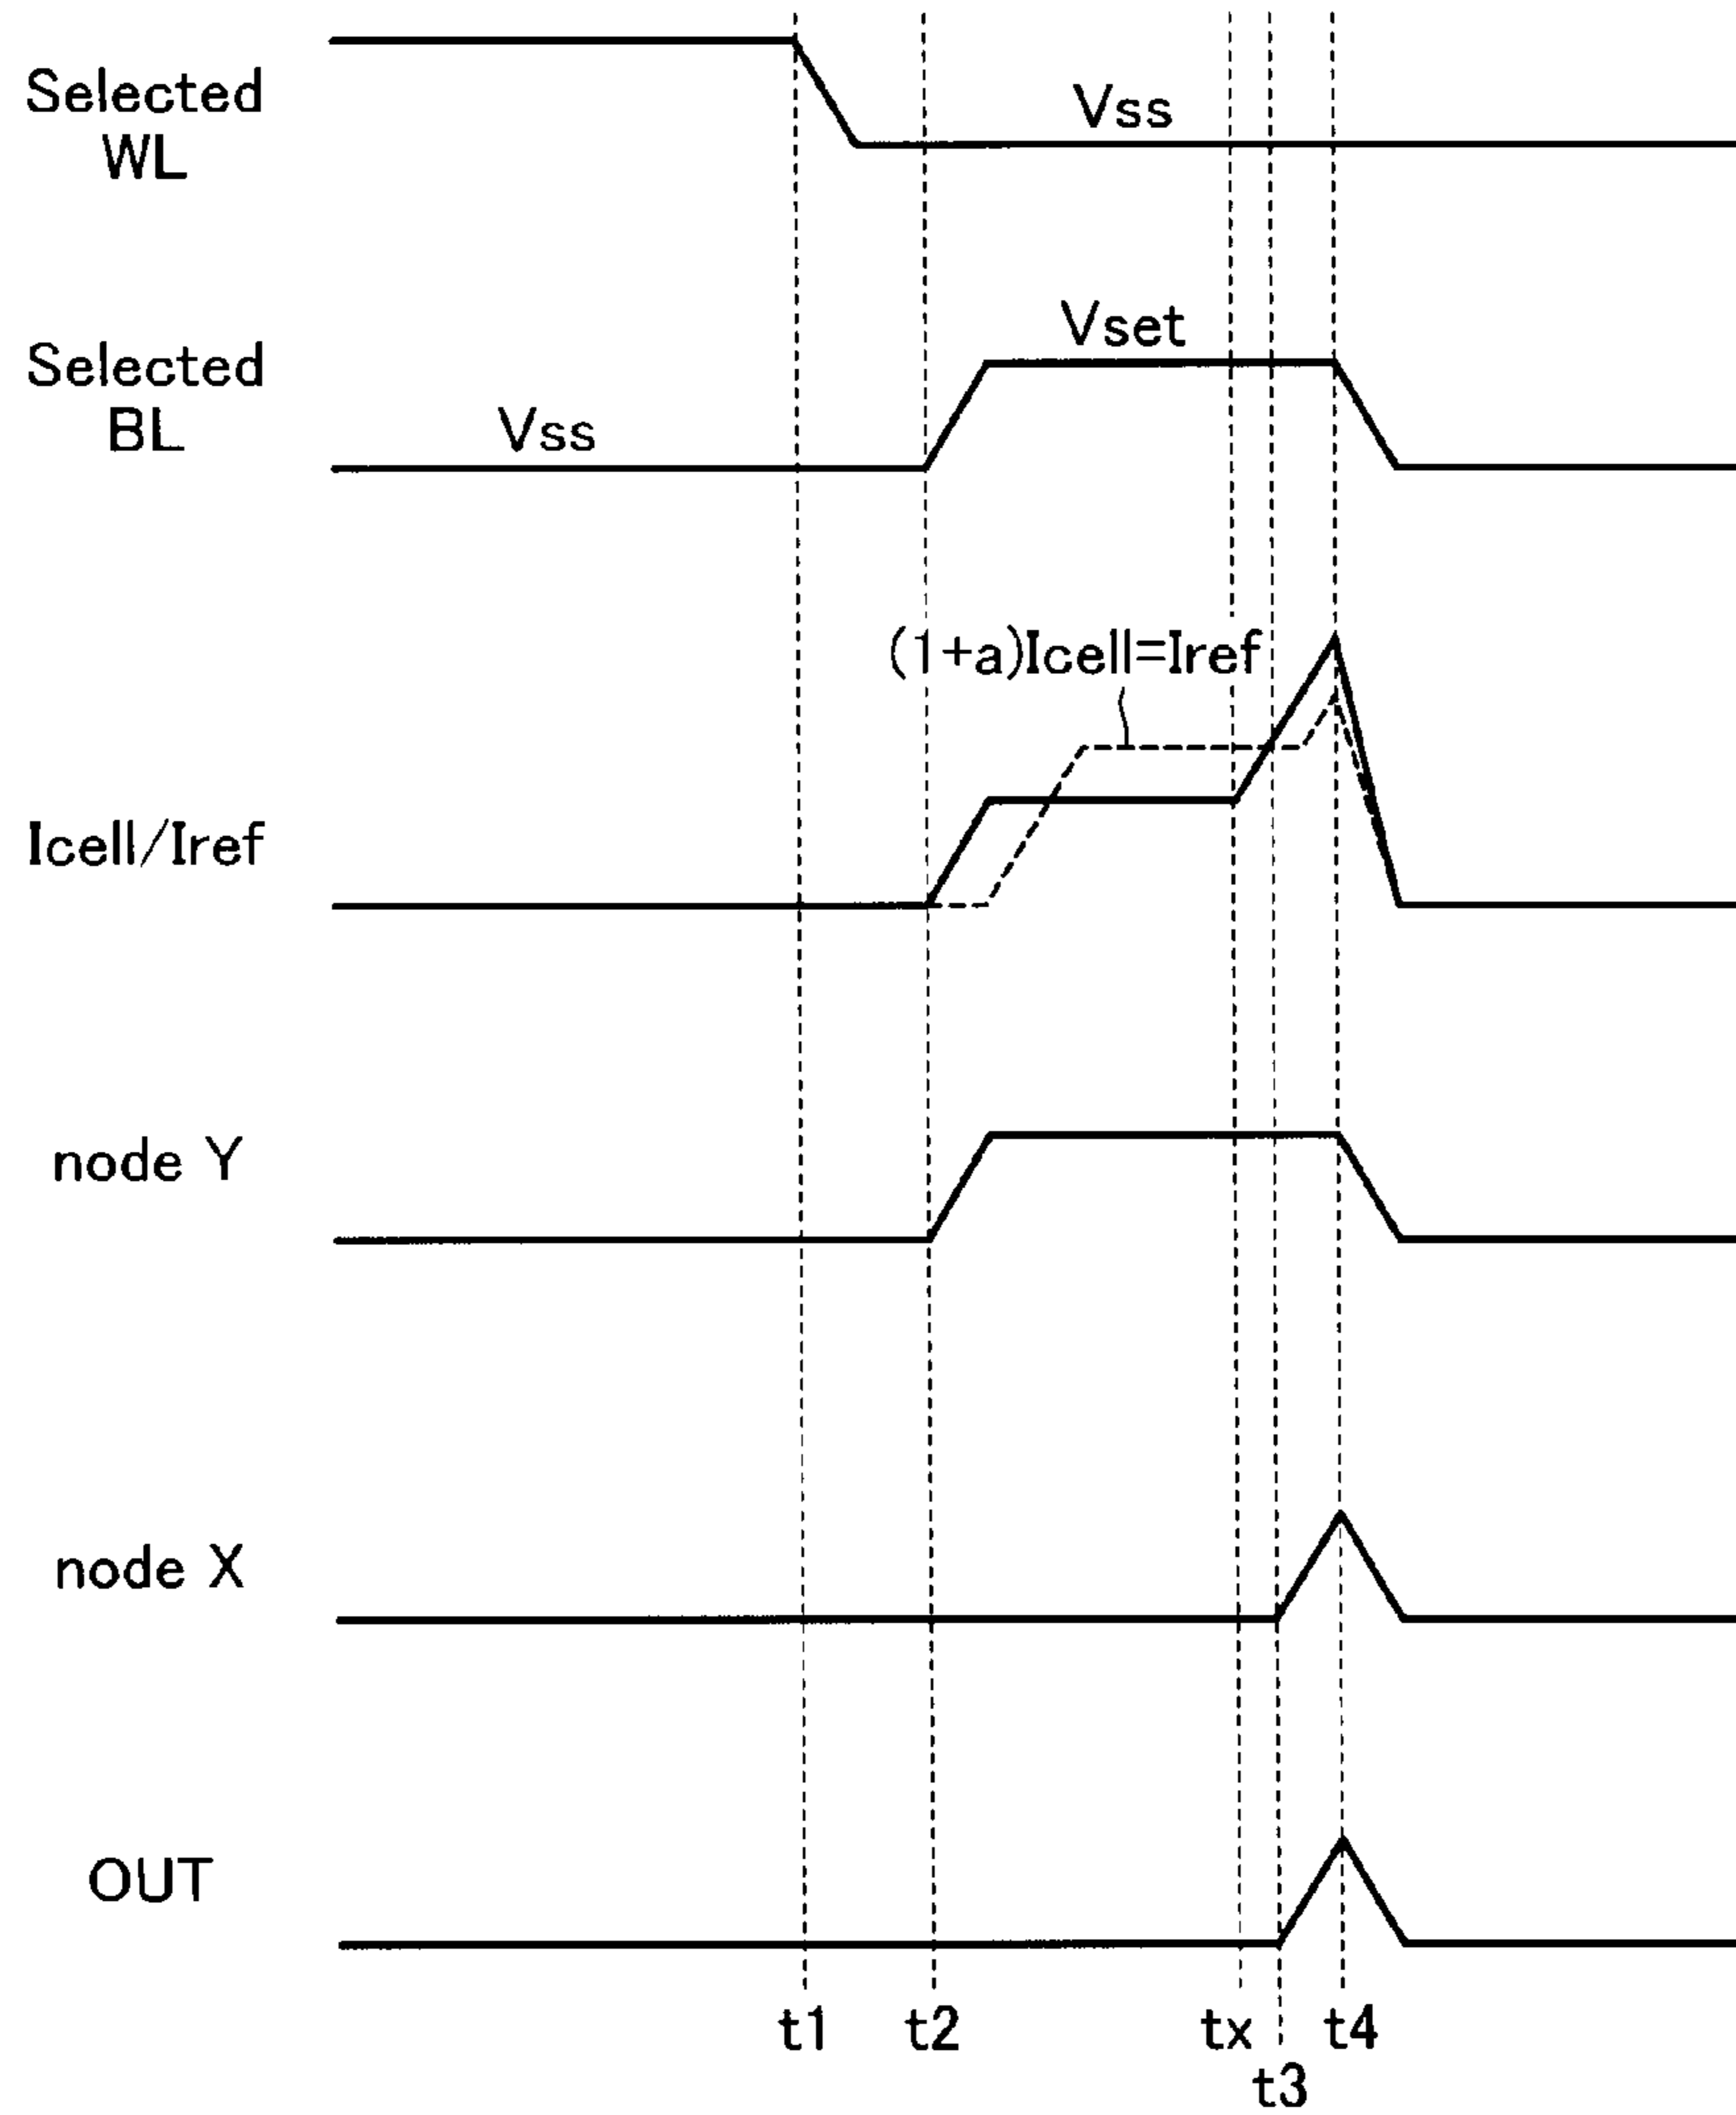 Selected
WL
Vss
Selected
BL
Vss
Vset
(1+a)Icell=Iref
Icell/Iref
node Y
node X
OUT
t1
t2
tx
t3
t4